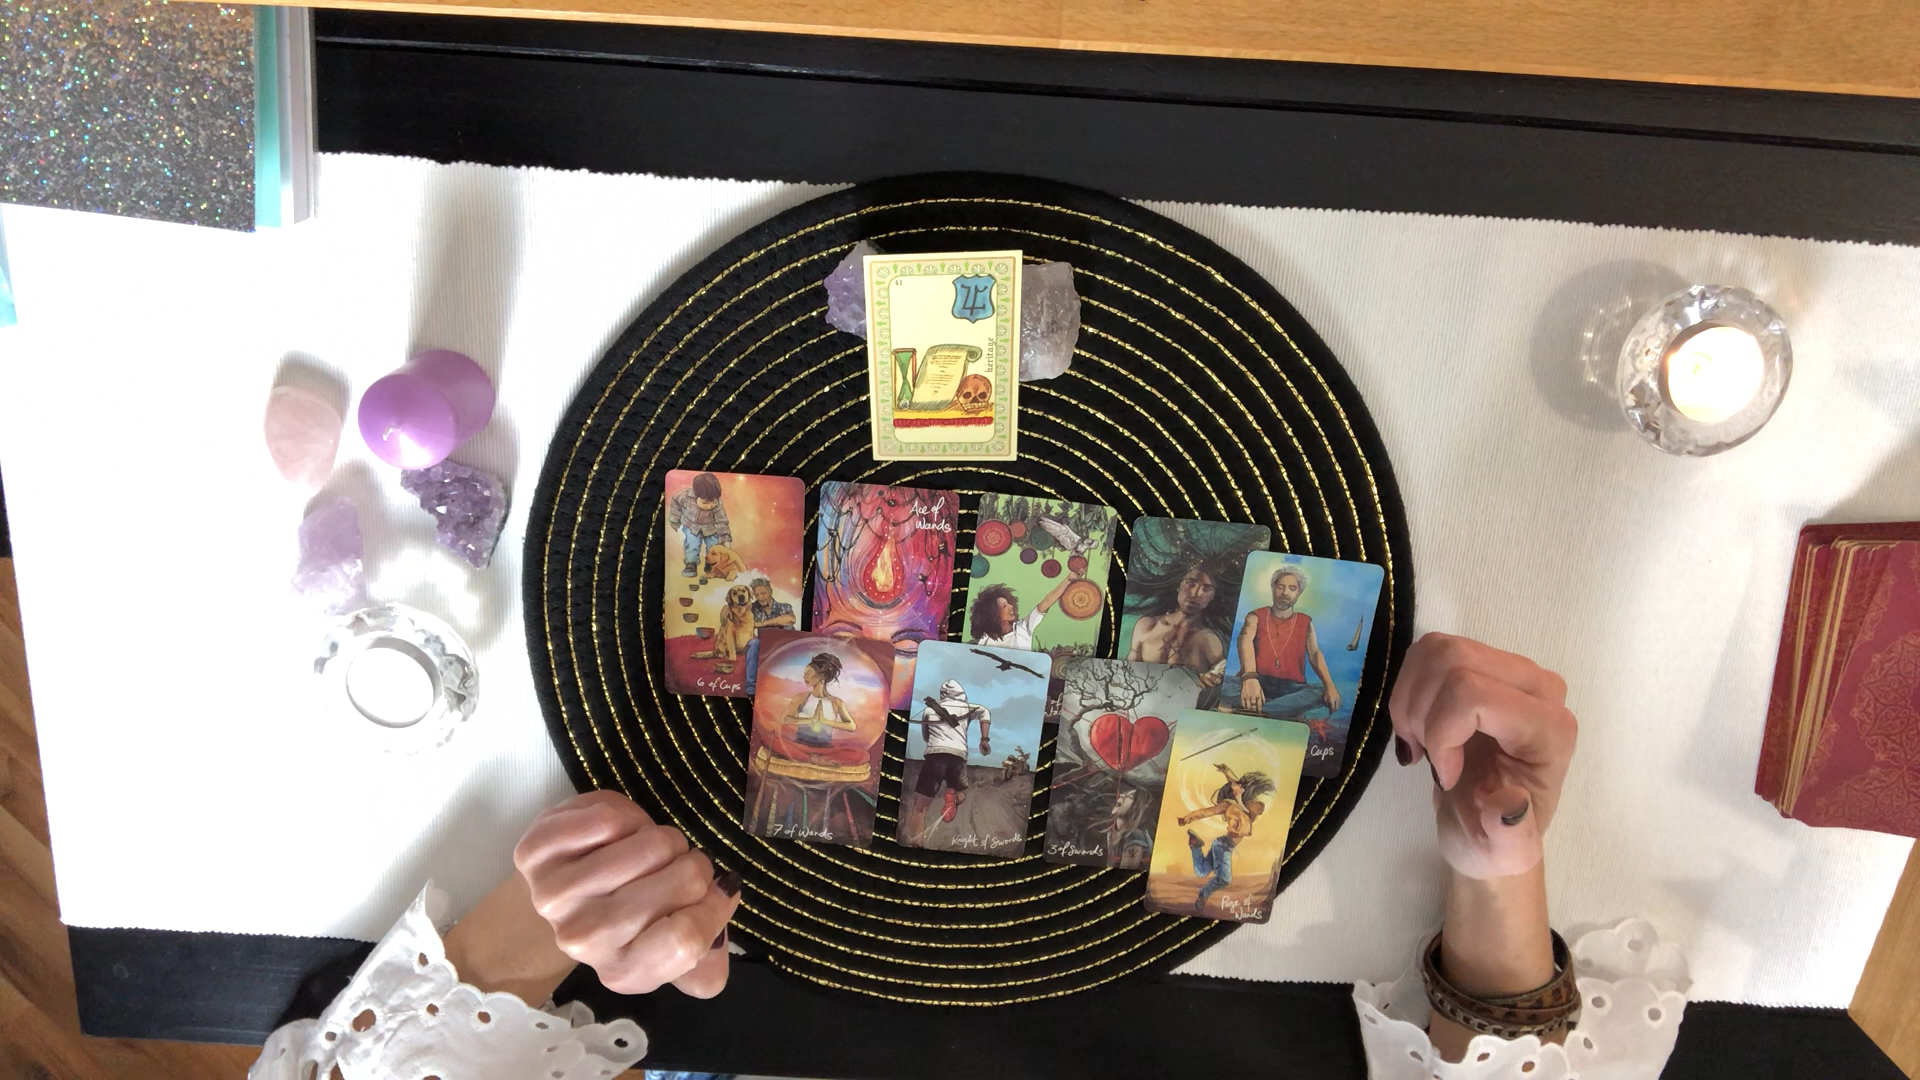 41
heritage
Ace of
Wands
6 of Cups
Cups
7 of Wands
Knight of Swords
3 of Swords
Page of
Wands